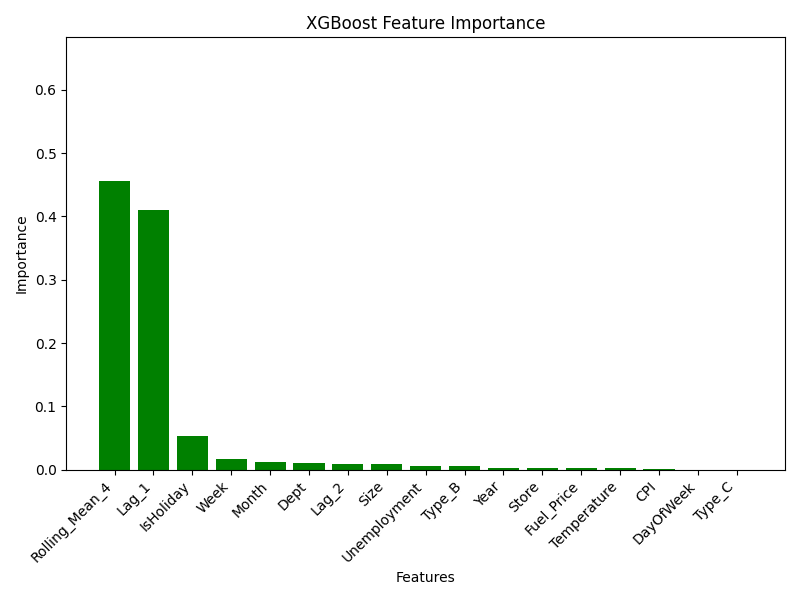 XGBoost Feature Importance
Importance
0.6
0.5
0.4
0.3
0.2
0.1
0.0
Rolling_Mean_4
Lag_1
IsHoliday
Week
Month
Dept
Lag_2
Size
Unemployment
Type_B
Year
Store
Fuel_Price
Temperature
CPI
DayOfWeek
Type_C
Features